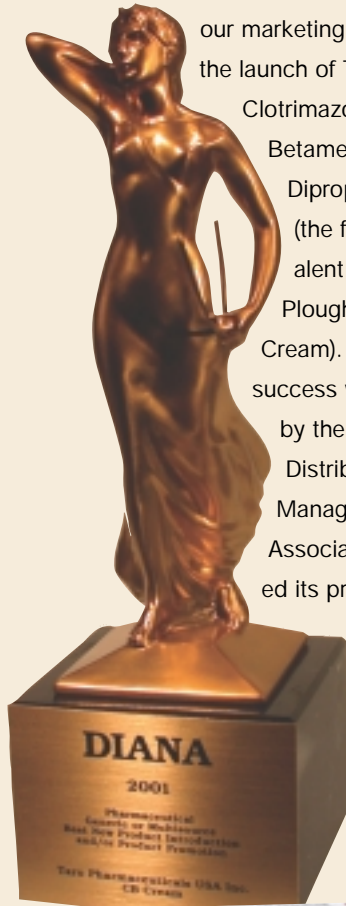 our marketing
the launch of T
Clotrimazo
Betame
Diprop
(the f
alent
Plough
Cream).
success w
by the
Distrib
Manag
Associa
ed its pr
DIANA
2001
Pharmaceutical
Generic or Multisource
Best New Product Introduction
and/or Product Promotion
Taro Pharmaceuticals USA Inc.
CB Cream